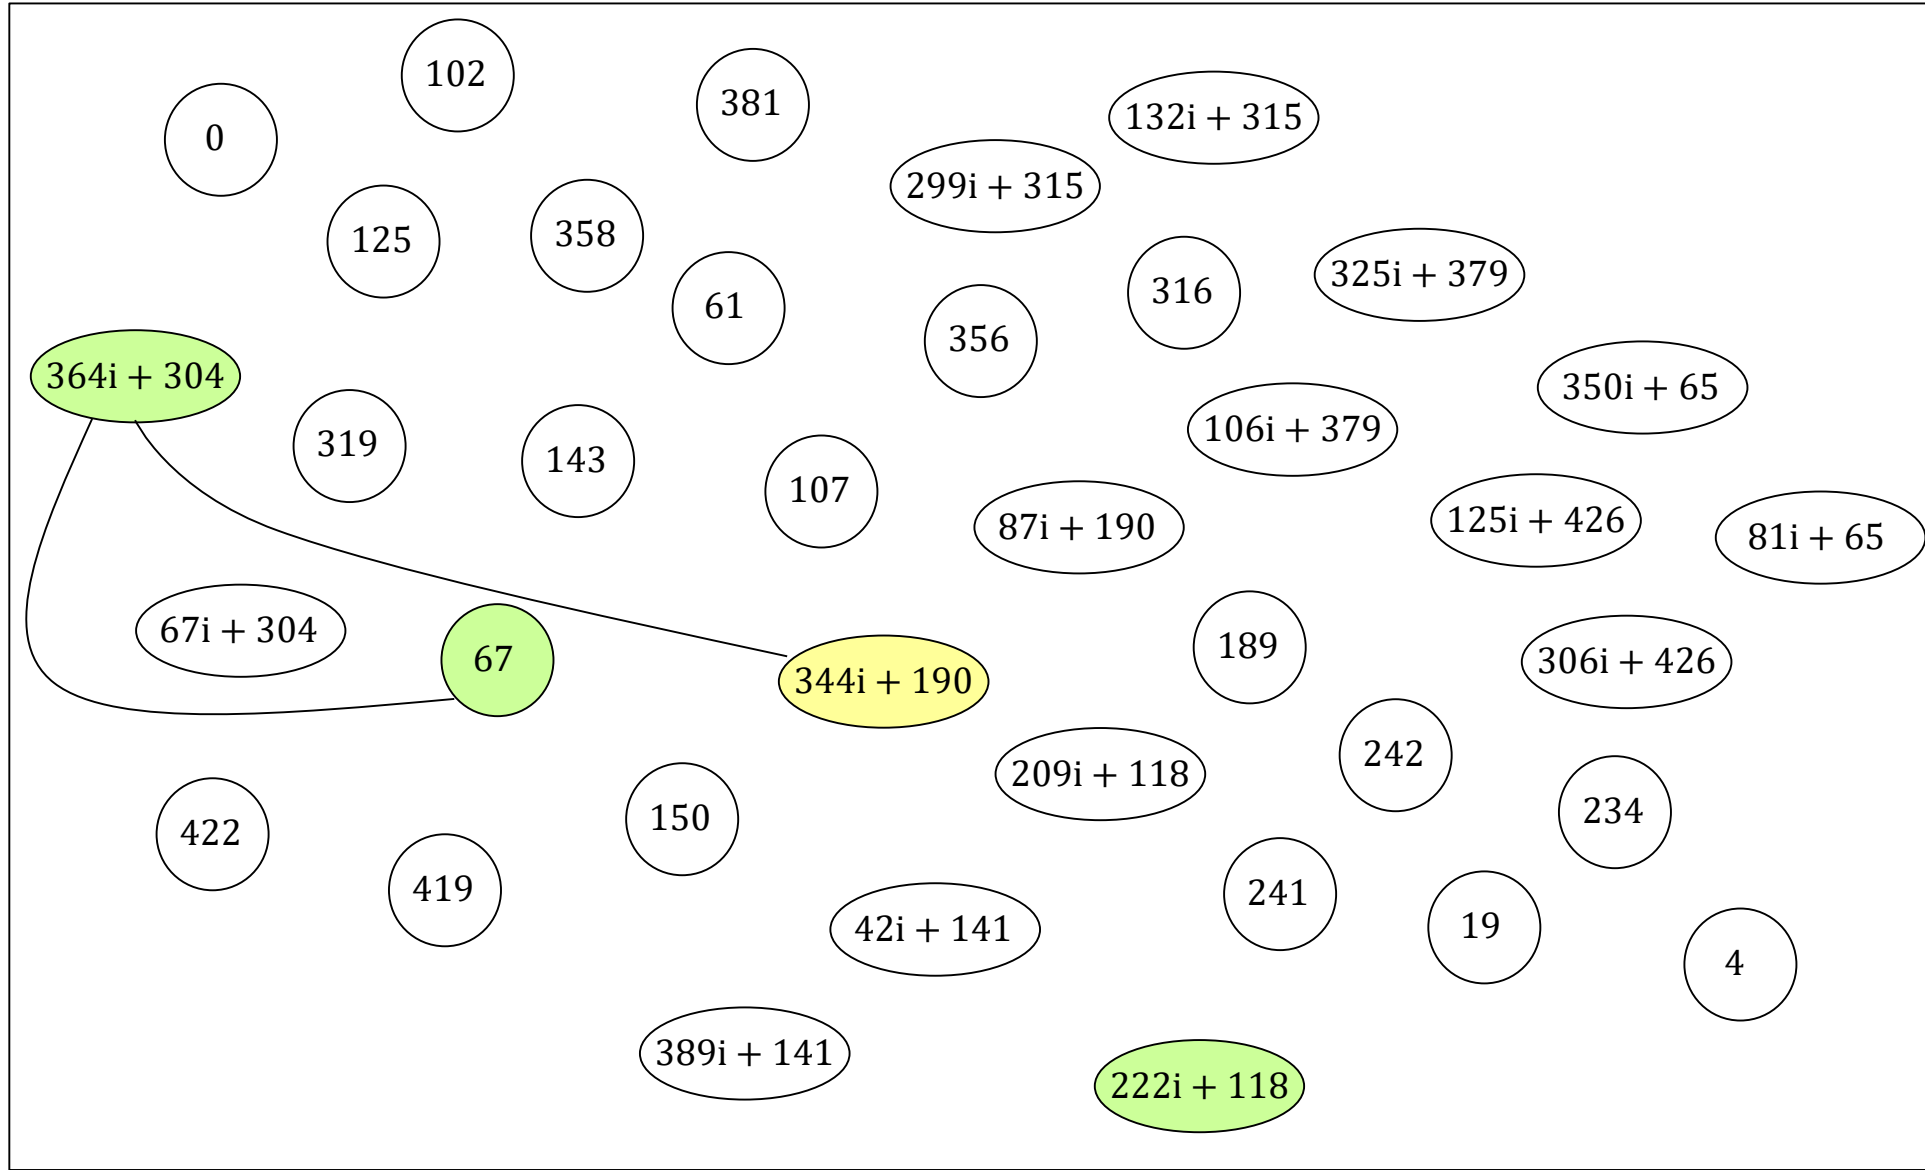 102
381
132i + 315
0
299i + 315
125
358
325i + 379
316
61
356
364i + 304
350i + 65
106i + 379
319
143
107
87i + 190
125i + 426
81i + 65
67i + 304
67
344i + 190
189
306i + 426
209i + 118
242
234
422
150
419
42i + 141
241
19
4
389i + 141
222i + 118